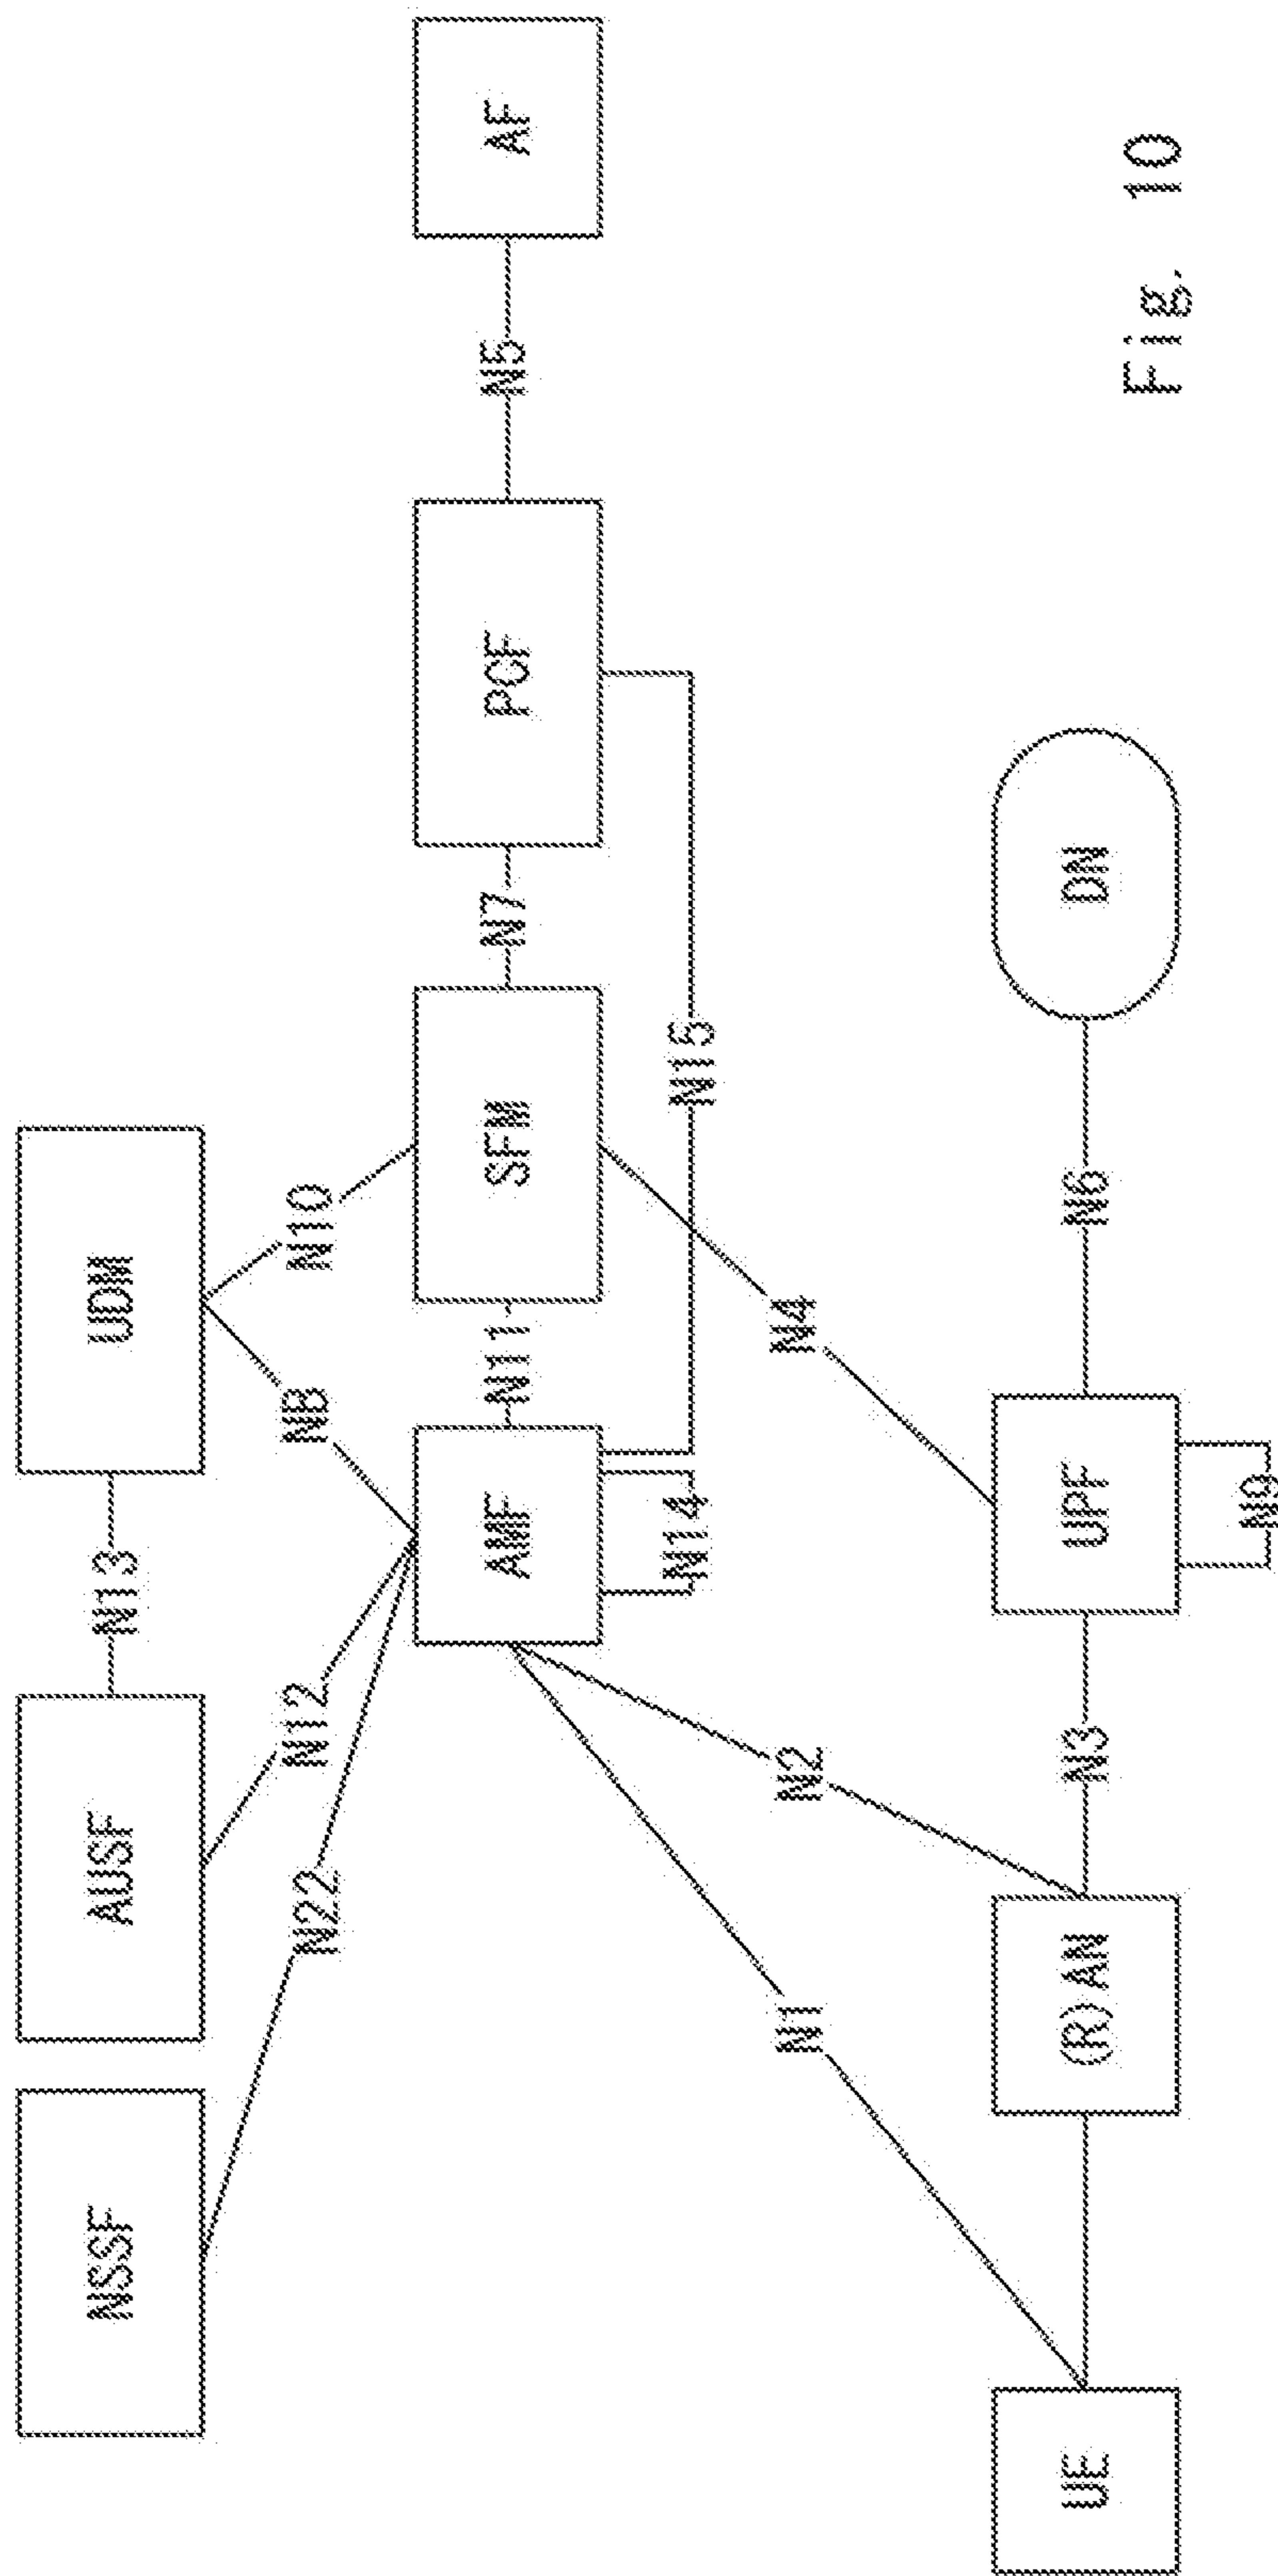 NSSF
AUSF
N13
UDM
N22
N12
NB
N10
AMF
N11
SFM
N7
PCF
N5
AF
N14
N15
N1
N2
N4
UE
(R) AN
N3
UPF
N6
DN
N9
Fig. 10